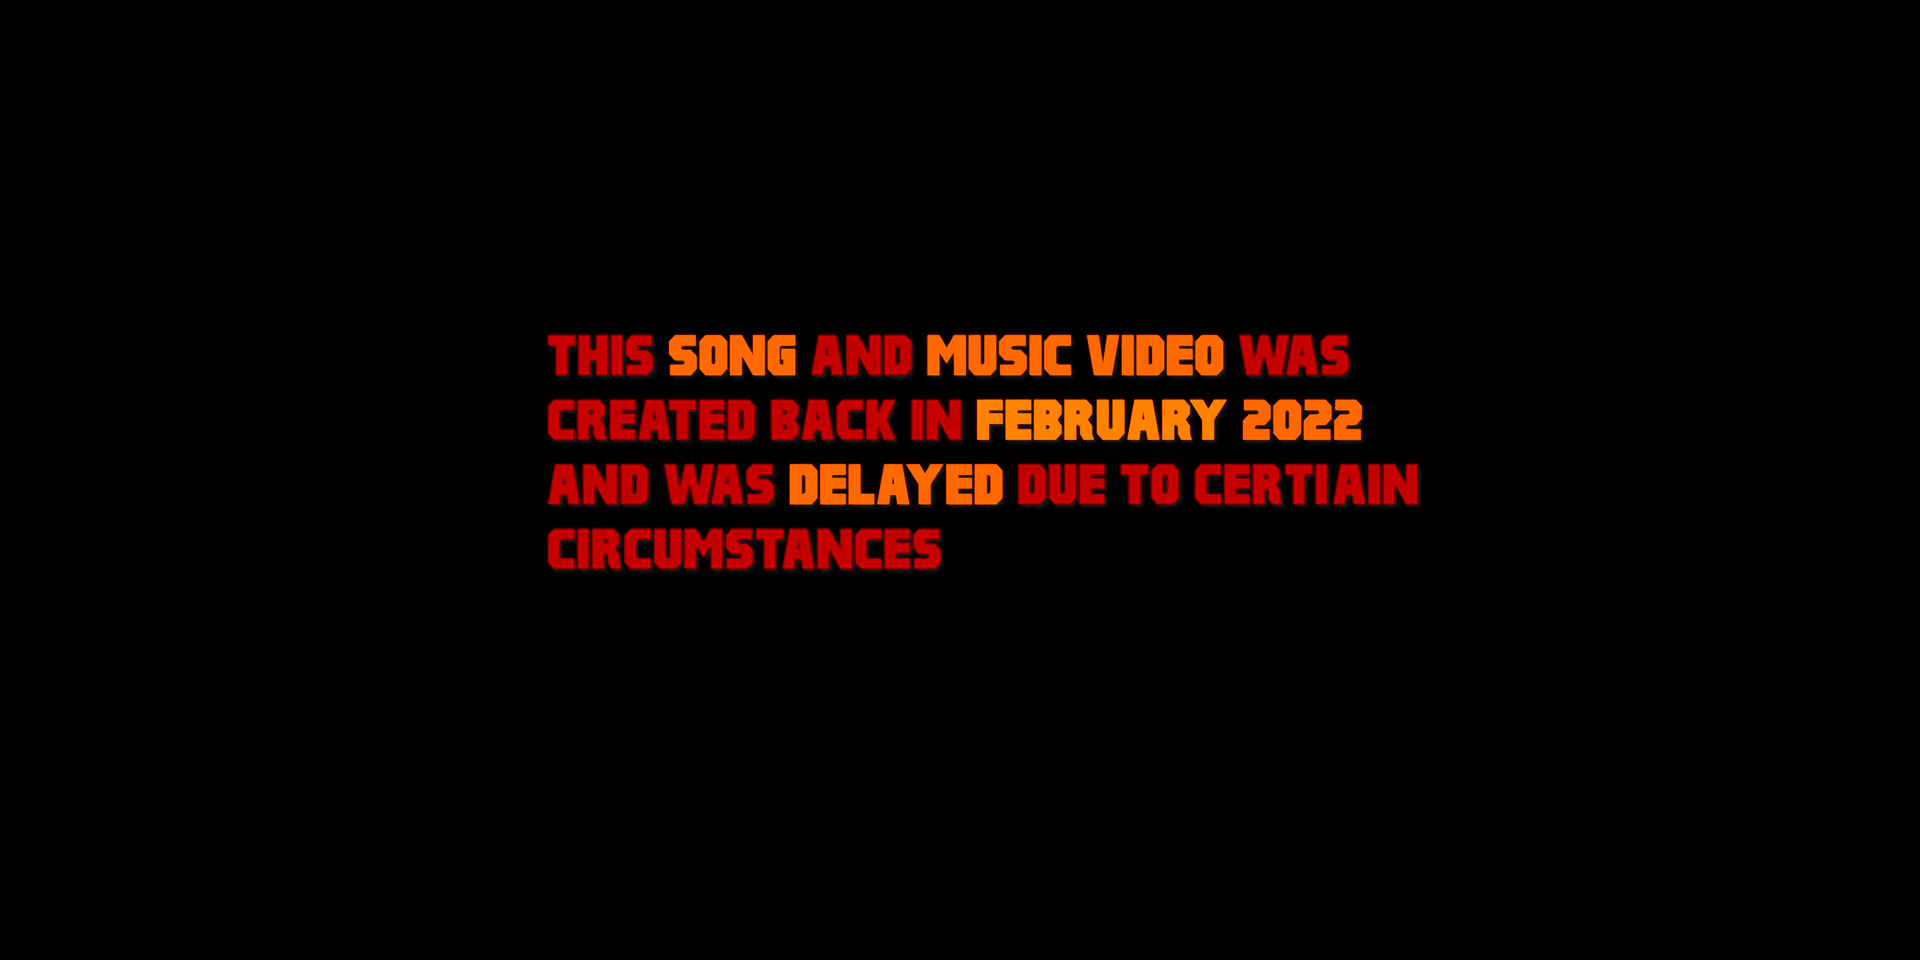 THIS SONG AND MUSIC VIDEO WAS
CREATED BACK IN FEBRUARY 2022
AND WAS DELAYED DUE TO CERTIAIN
CIRCUMSTANCES